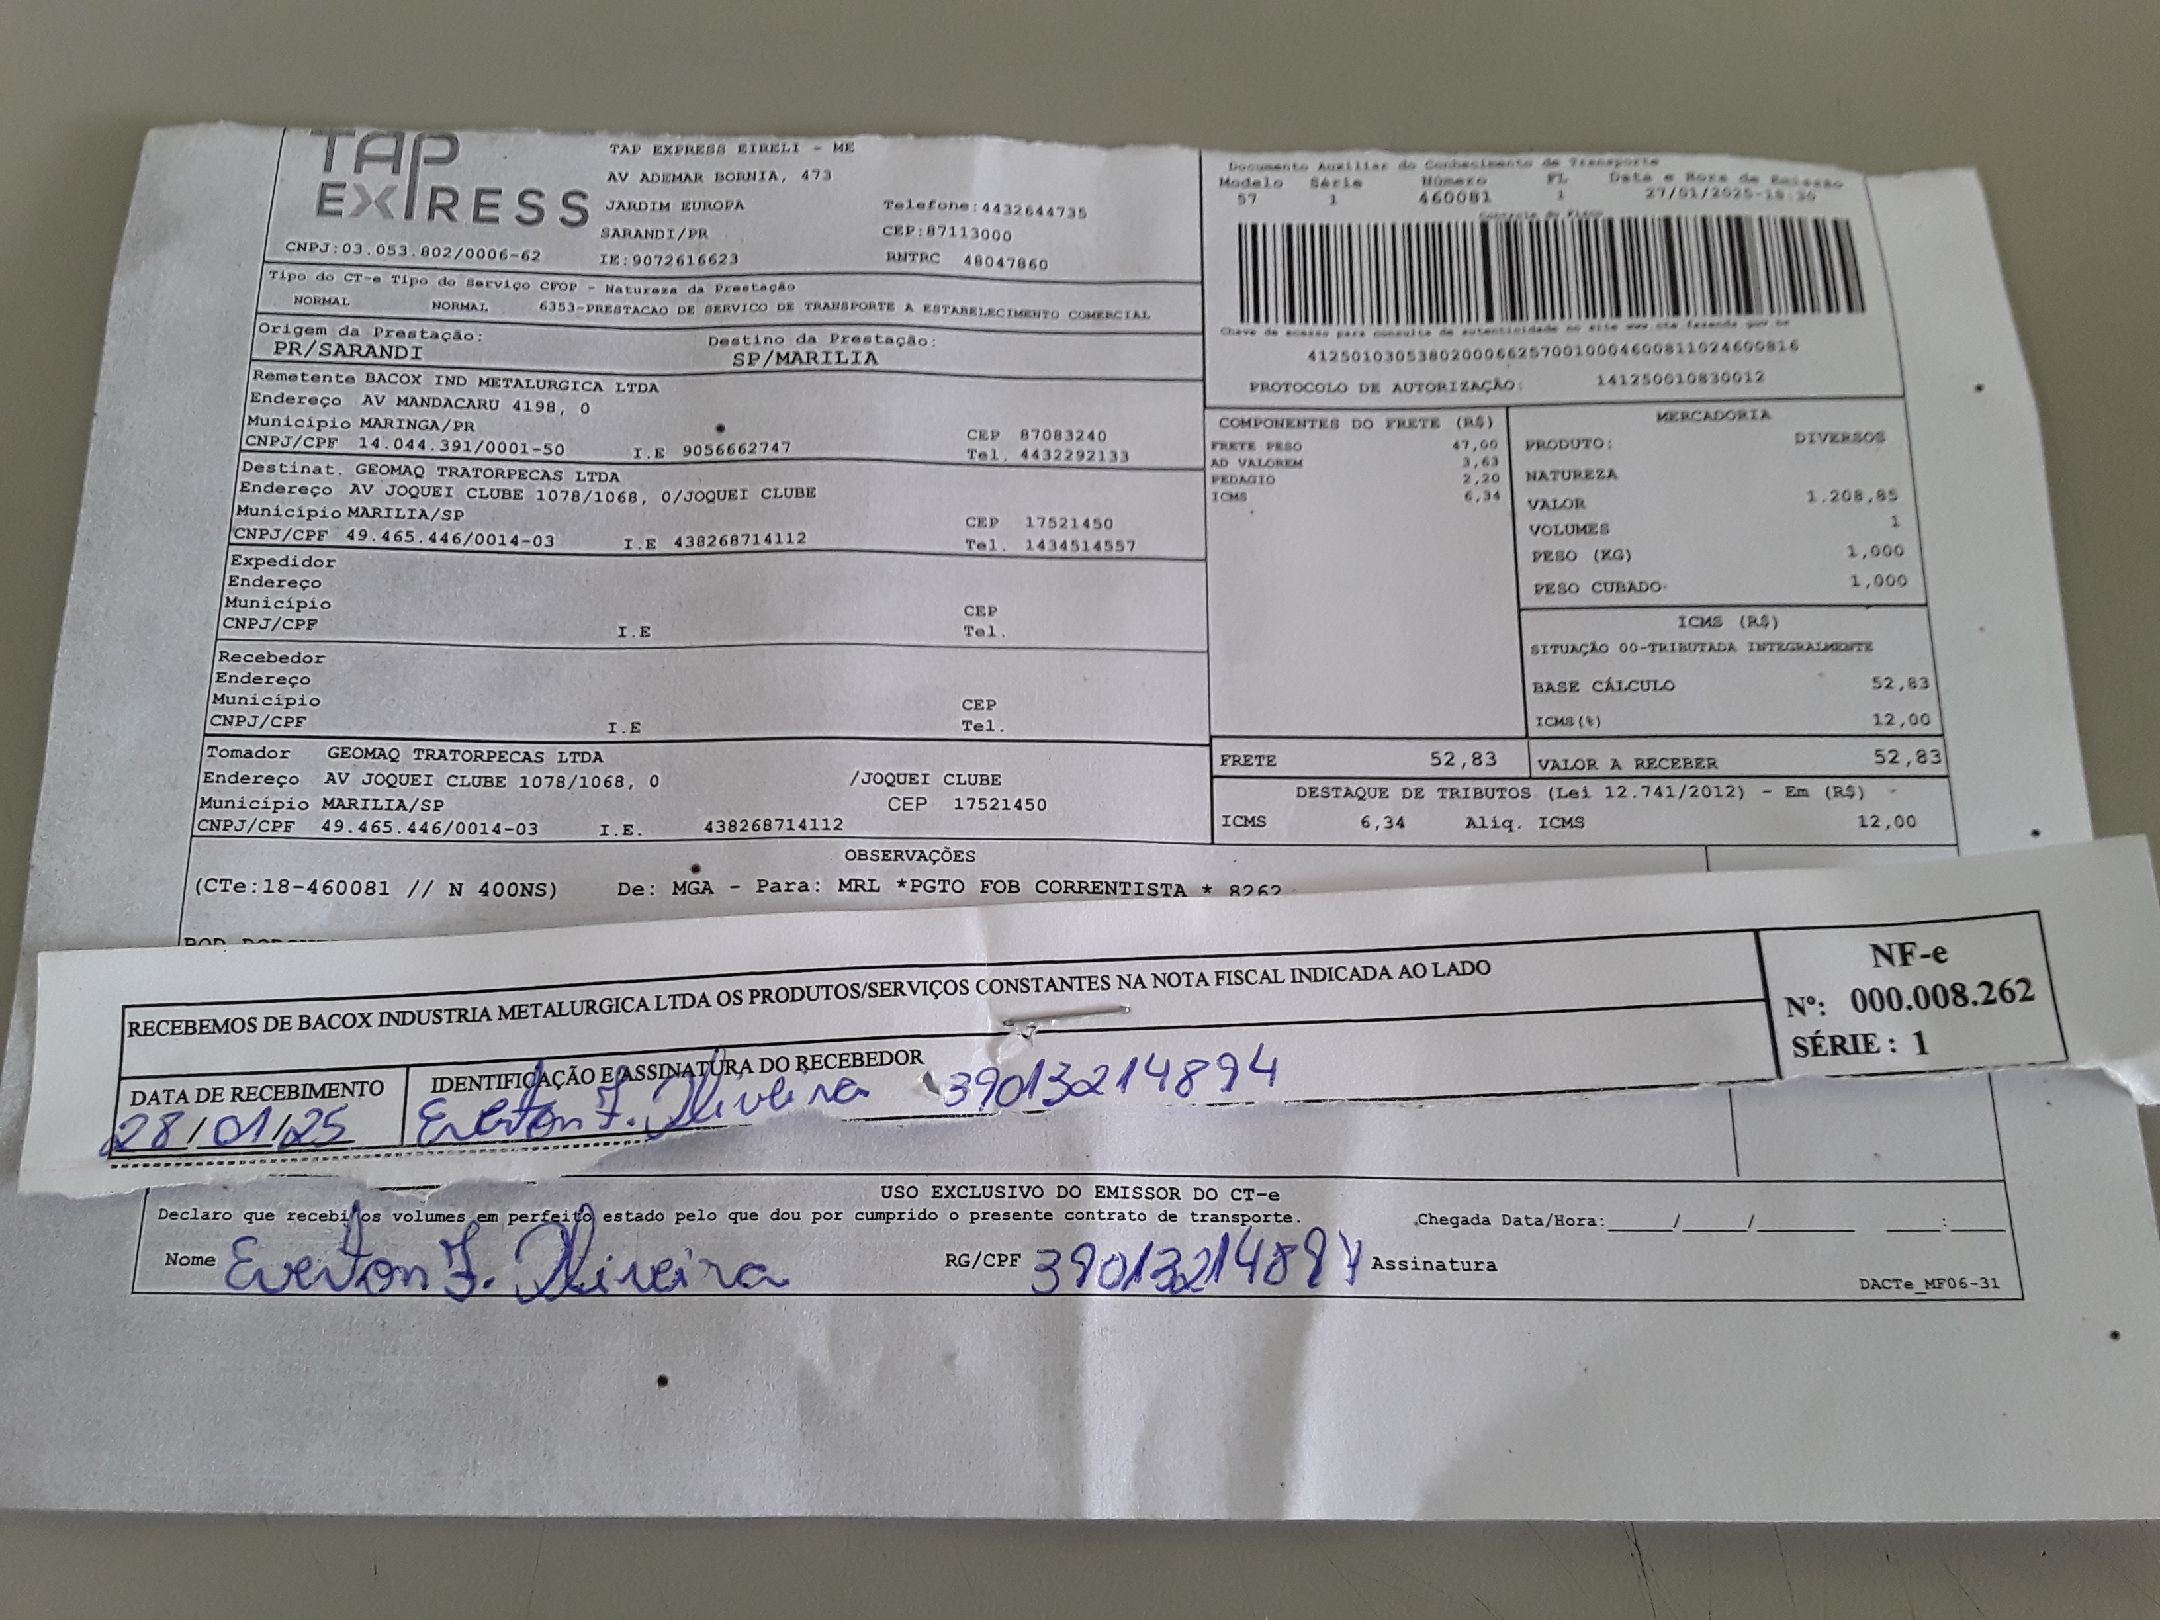 TAP EXPRESS
TAP EXPRESS EIRELI - ME
AV ADEMAR BORNIA, 473
JARDIM EUROPA Telefone:4432644735
SARANDI/PR CEP:87113000
CNPJ:03.053.802/0006-62 IE:9072616623 RNTRC 48047860
Tipo do CT-e Tipo do Serviço CFOP - Natureza da Prestação
NORMAL NORMAL 6353-PRESTACAO DE SERVICO DE TRANSPORTE A ESTABELECIMENTO COMERCIAL
Origem da Prestação: Destino da Prestação:
PR/SARANDI SP/MARILIA
Remetente BACOX IND METALURGICA LTDA
Endereço AV MANDACARU 4198, 0
Município MARINGA/PR CEP 87083240
CNPJ/CPF 14.044.391/0001-50 I.E 9056662747 Tel. 4432292133
Destinat. GEOMAQ TRATORPECAS LTDA
Endereço AV JOQUEI CLUBE 1078/1068, 0/JOQUEI CLUBE
Município MARILIA/SP CEP 17521450
CNPJ/CPF 49.465.446/0014-03 I.E 438268714112 Tel. 1434514557
Expedidor
Endereço
Município CEP
CNPJ/CPF I.E Tel.
Recebedor
Endereço
Município CEP
CNPJ/CPF I.E Tel.
Tomador GEOMAQ TRATORPECAS LTDA
Endereço AV JOQUEI CLUBE 1078/1068, 0 /JOQUEI CLUBE
Município MARILIA/SP CEP 17521450
CNPJ/CPF 49.465.446/0014-03 I.E. 438268714112
Documento Auxiliar do Conhecimento de Transporte
Modelo Série Número FL Data e Hora de Emissão
57 1 460081 1 27/01/2025-18:30
Controle do Fisco
Chave de acesso para consulta de autenticidade no site www.cte.fazenda.gov.br
41250103053802000662570010004600811024600816
PROTOCOLO DE AUTORIZAÇÃO: 141250010830012
COMPONENTES DO FRETE (R$)
FRETE PESO 47,00
AD VALOREM 3,63
PEDAGIO 2,20
ICMS 6,34
MERCADORIA
PRODUTO: DIVERSOS
NATUREZA
VALOR 1.208,85
VOLUMES 1
PESO (KG) 1,000
PESO CUBADO 1,000
ICMS (R$)
SITUAÇÃO 00-TRIBUTADA INTEGRALMENTE
BASE CÁLCULO 52,83
ICMS(%) 12,00
FRETE 52,83 VALOR A RECEBER 52,83
DESTAQUE DE TRIBUTOS (Lei 12.741/2012) - Em (R$)
ICMS 6,34 Aliq. ICMS 12,00
OBSERVAÇÕES
(CTe:18-460081 // N 400NS) De: MGA - Para: MRL *PGTO FOB CORRENTISTA * 8262
RECEBEMOS DE BACOX INDUSTRIA METALURGICA LTDA OS PRODUTOS/SERVIÇOS CONSTANTES NA NOTA FISCAL INDICADA AO LADO
NF-e
Nº: 000.008.262
SÉRIE : 1
DATA DE RECEBIMENTO IDENTIFICAÇÃO E ASSINATURA DO RECEBEDOR
28/01/25 Everton F. Oliveira 39013214894
USO EXCLUSIVO DO EMISSOR DO CT-e
Declaro que recebi os volumes em perfeito estado pelo que dou por cumprido o presente contrato de transporte. Chegada Data/Hora:_____/____/_________ ___:_____
Nome Everton F. Oliveira RG/CPF 39013214894 Assinatura
DACTe_MF06-31